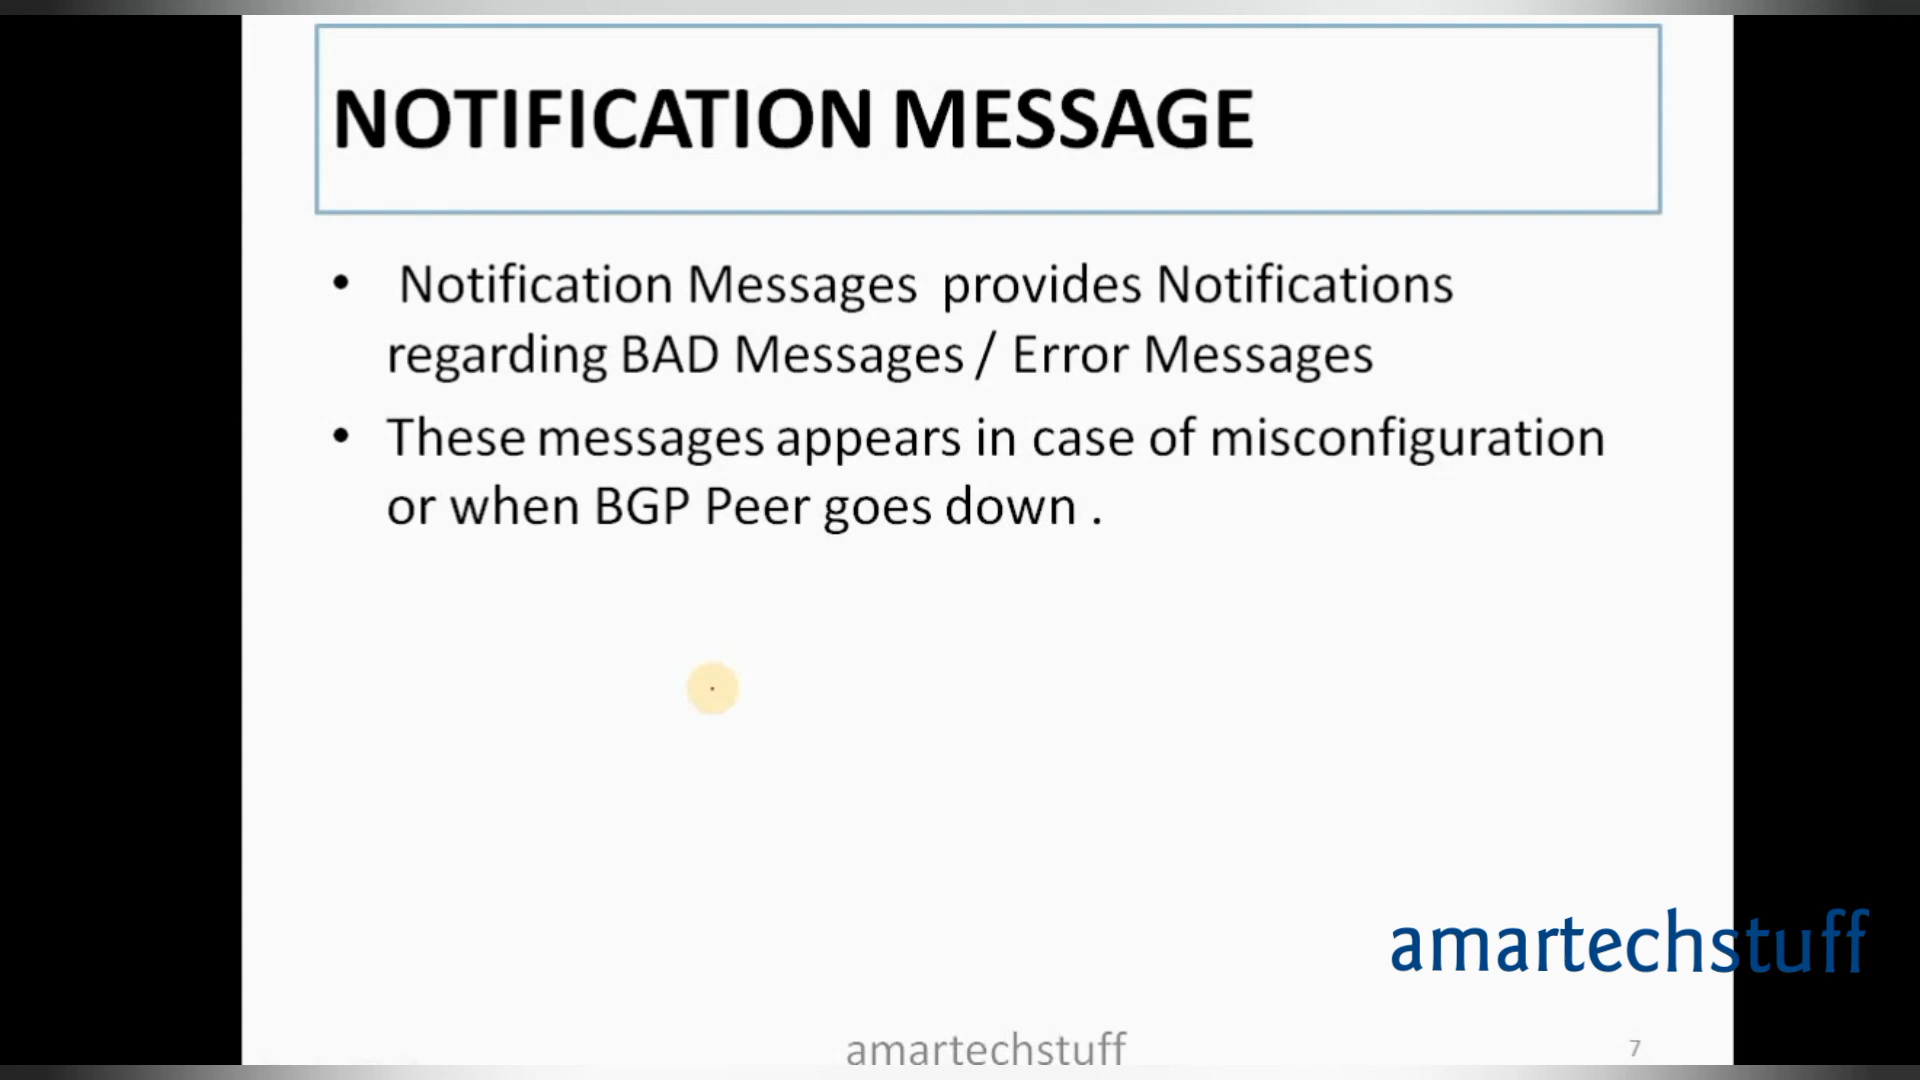 NOTIFICATION MESSAGE
• Notification Messages provides Notifications
regarding BAD Messages / Error Messages
• These messages appears in case of misconfiguration
or when BGP Peer goes down .
amartechstuff
amartechstuff
7